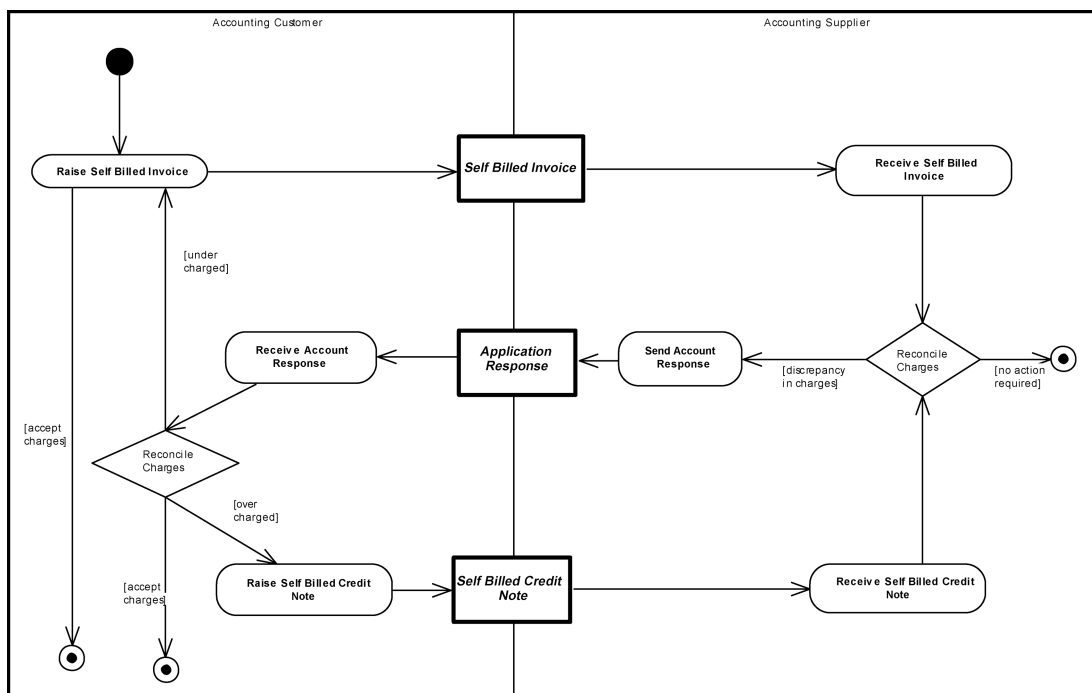 Accounting Customer
Accounting Supplier
Raise Self Billed Invoice
Self Billed Invoice
Receive Self Billed
Invoice
[under
charged]
Receive Account
Response
Application
Response
Send Account
Response
Reconcile
Charges
[discrepancy
in charges]
[no action
required]
[accept
charges]
Reconcile
Charges
[over
charged]
[accept
charges]
Raise Self Billed Credit
Note
Self Billed Credit
Note
Receive Self Billed Credit
Note